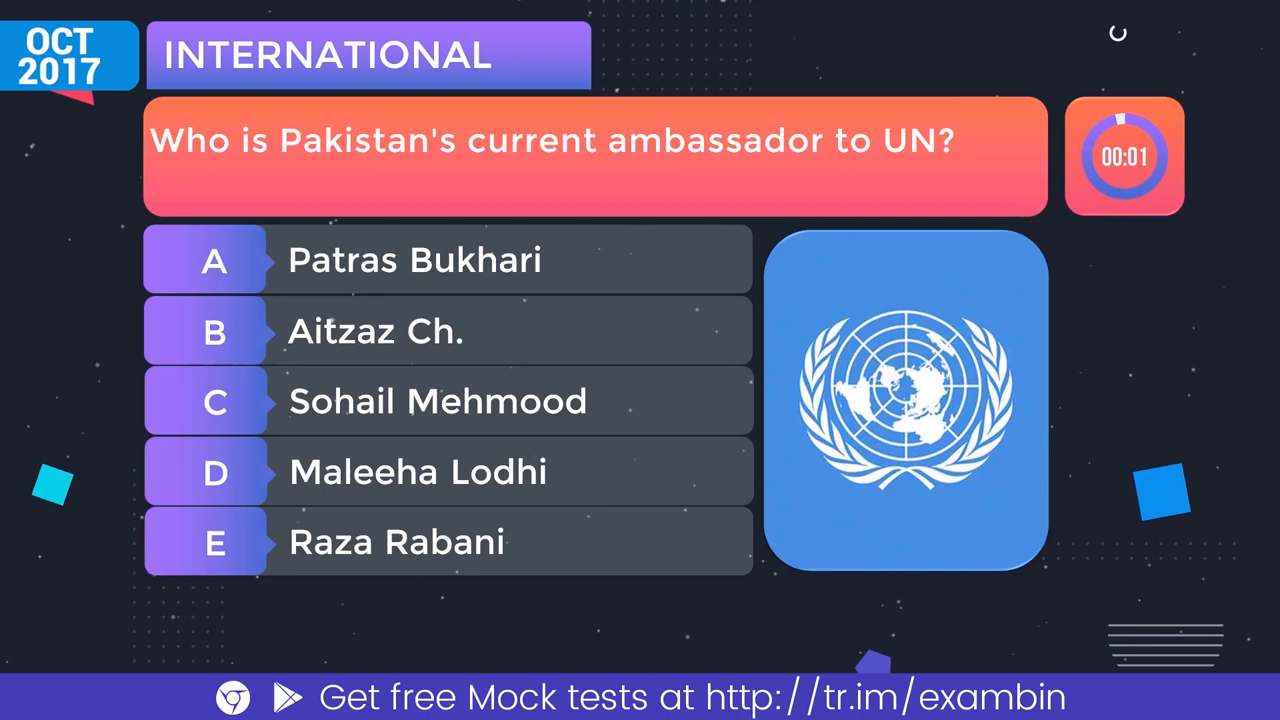 OCT
2017
INTERNATIONAL
Who is Pakistan's current ambassador to UN?
00:01
A Patras Bukhari
B Aitzaz Ch.
C Sohail Mehmood
D Maleeha Lodhi
E Raza Rabani
Get free Mock tests at http://tr.im/exambin